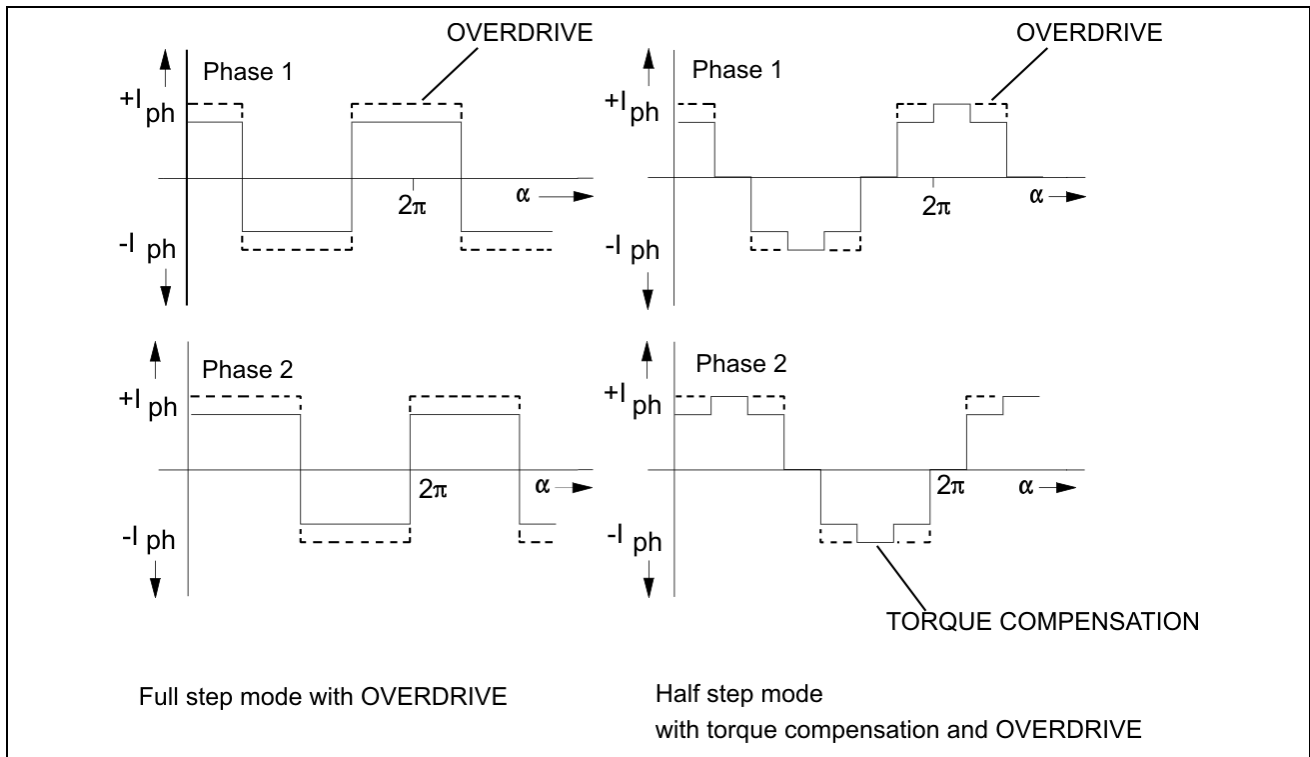 OVERDRIVE
Phase 1
+I ph
-I ph
2π
α
OVERDRIVE
Phase 1
+I ph
-I ph
2π
α
Phase 2
+I ph
-I ph
2π
α
Phase 2
+I ph
-I ph
2π
α
TORQUE COMPENSATION
Full step mode with OVERDRIVE
Half step mode
with torque compensation and OVERDRIVE